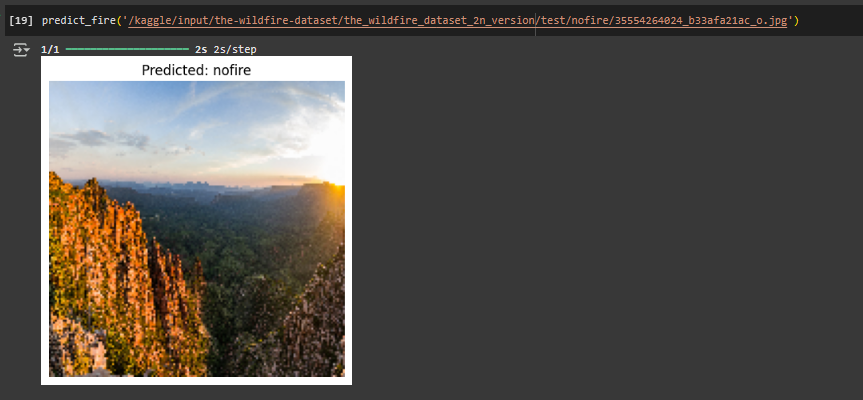 [19] predict_fire('/kaggle/input/the-wildfire-dataset/the_wildfire_dataset_2n_version/test/nofire/35554264024_b33afa21ac_o.jpg')
1/1 2s 2s/step
Predicted: nofire